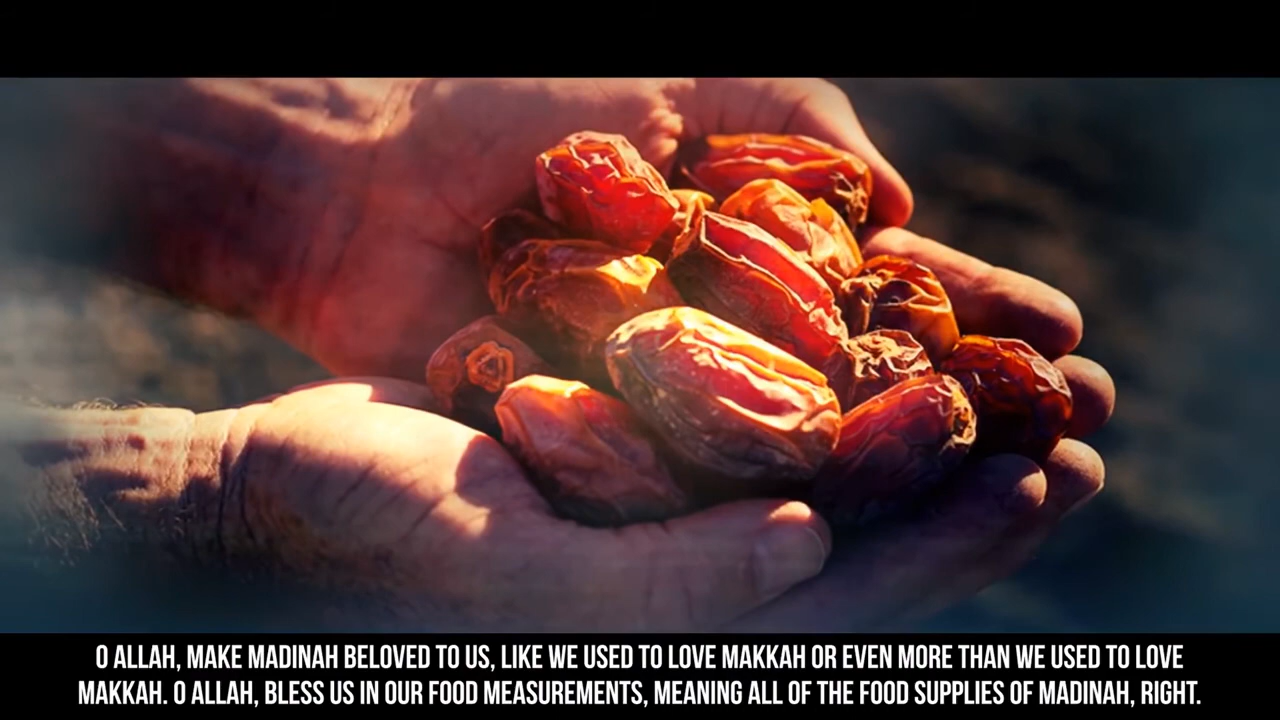 O ALLAH, MAKE MADINAH BELOVED TO US, LIKE WE USED TO LOVE MAKKAH OR EVEN MORE THAN WE USED TO LOVE
MAKKAH. O ALLAH, BLESS US IN OUR FOOD MEASUREMENTS, MEANING ALL OF THE FOOD SUPPLIES OF MADINAH, RIGHT.